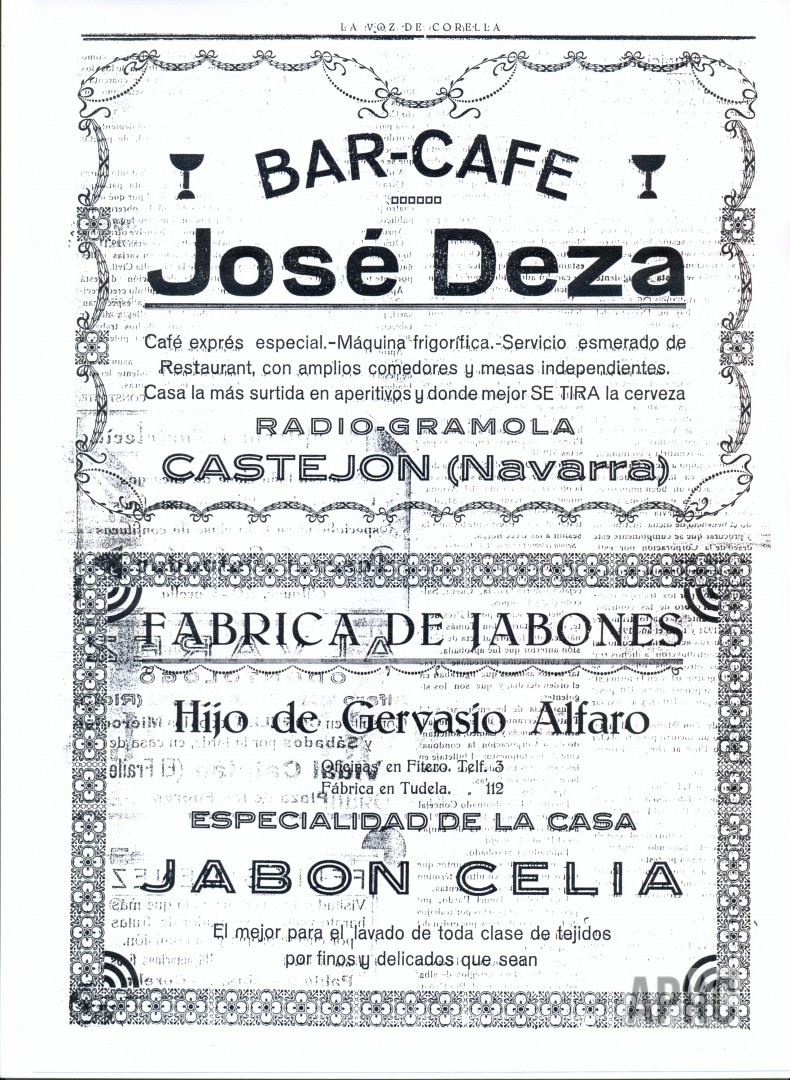 LA VOZ DE CORELLA
BAR-CAFE
José Deza
Café exprés especial.-Máquina frigorífica.-Servicio esmerado de
Restaurant, con amplios comedores y mesas independientes.
Casa la más surtida en aperitivos y donde mejor SE TIRA la cerveza
RADIO-GRAMOLA
CASTEJON (Navarra)
FABRICA DE JABONES
Hijo de Gervasio Alfaro
Oficinas en Fitero. Telf. 3
Fábrica en Tudela. „ 112
ESPECIALIDAD DE LA CASA
JABON CELIA
El mejor para el lavado de toda clase de tejidos
por finos y delicados que sean